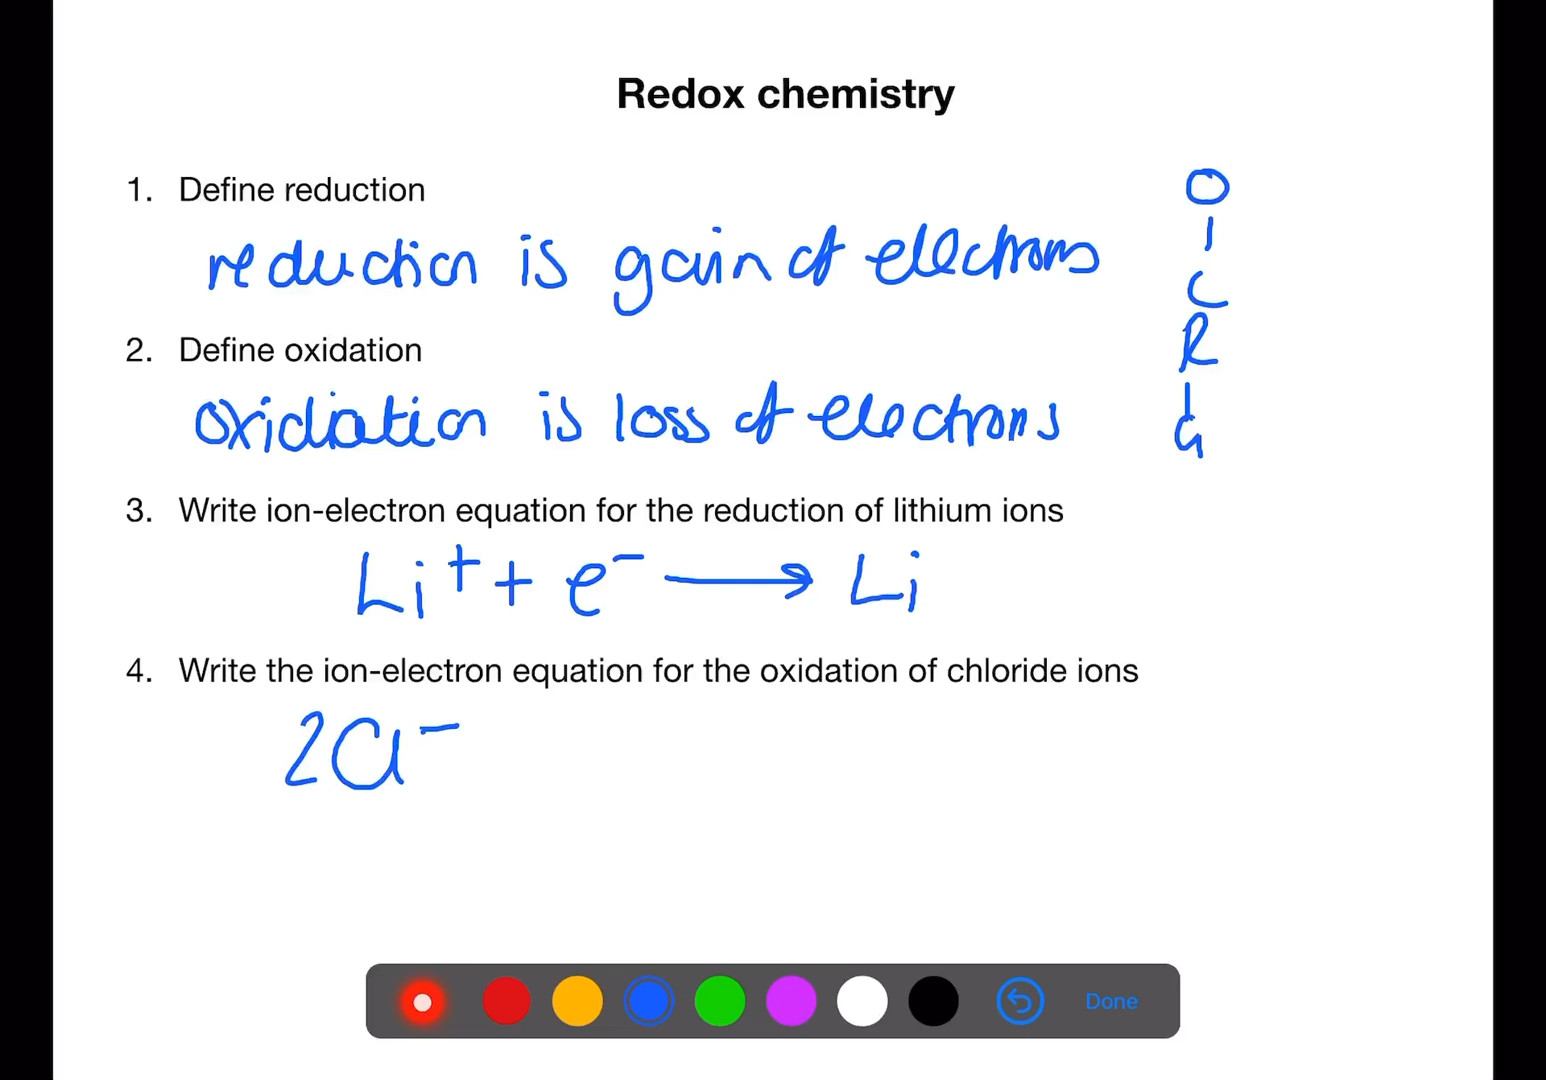 Redox chemistry
1. Define reduction
reduction is gain of electrons
2. Define oxidation
oxidiation is loss of electrons
3. Write ion-electron equation for the reduction of lithium ions
Li⁺ + e⁻ → Li
4. Write the ion-electron equation for the oxidation of chloride ions
2Cl⁻
O
I
L
R
I
G
Done